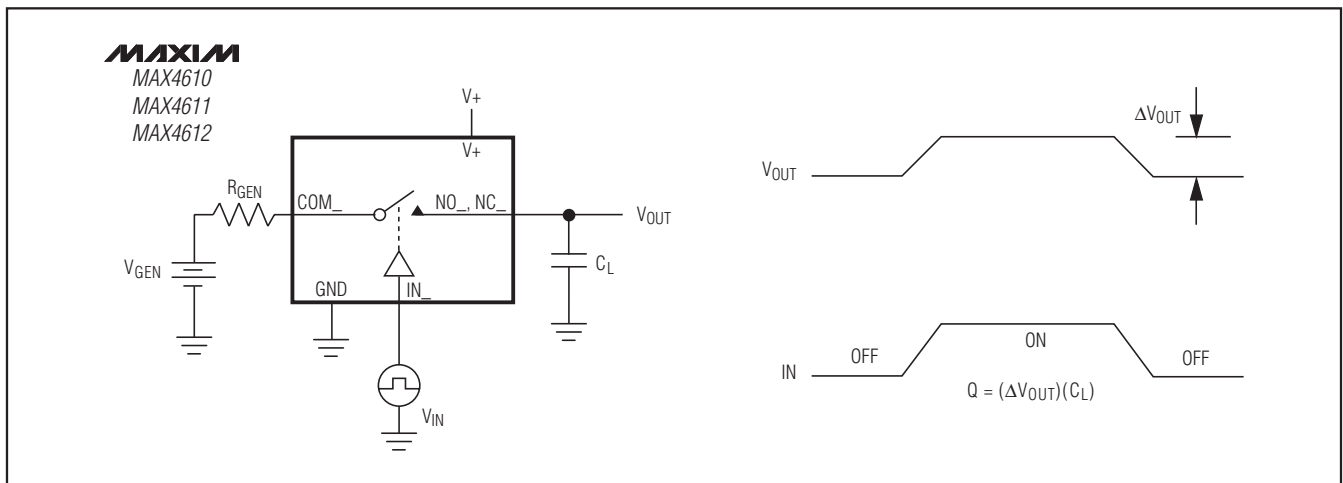 MAXIM
MAX4610
MAX4611
MAX4612
V+
V+
RGEN
COM_
NO_, NC_
VOUT
VGEN
CL
GND
IN_
VIN
ΔVOUT
VOUT
IN
OFF
ON
OFF
Q = (ΔVOUT)(CL)